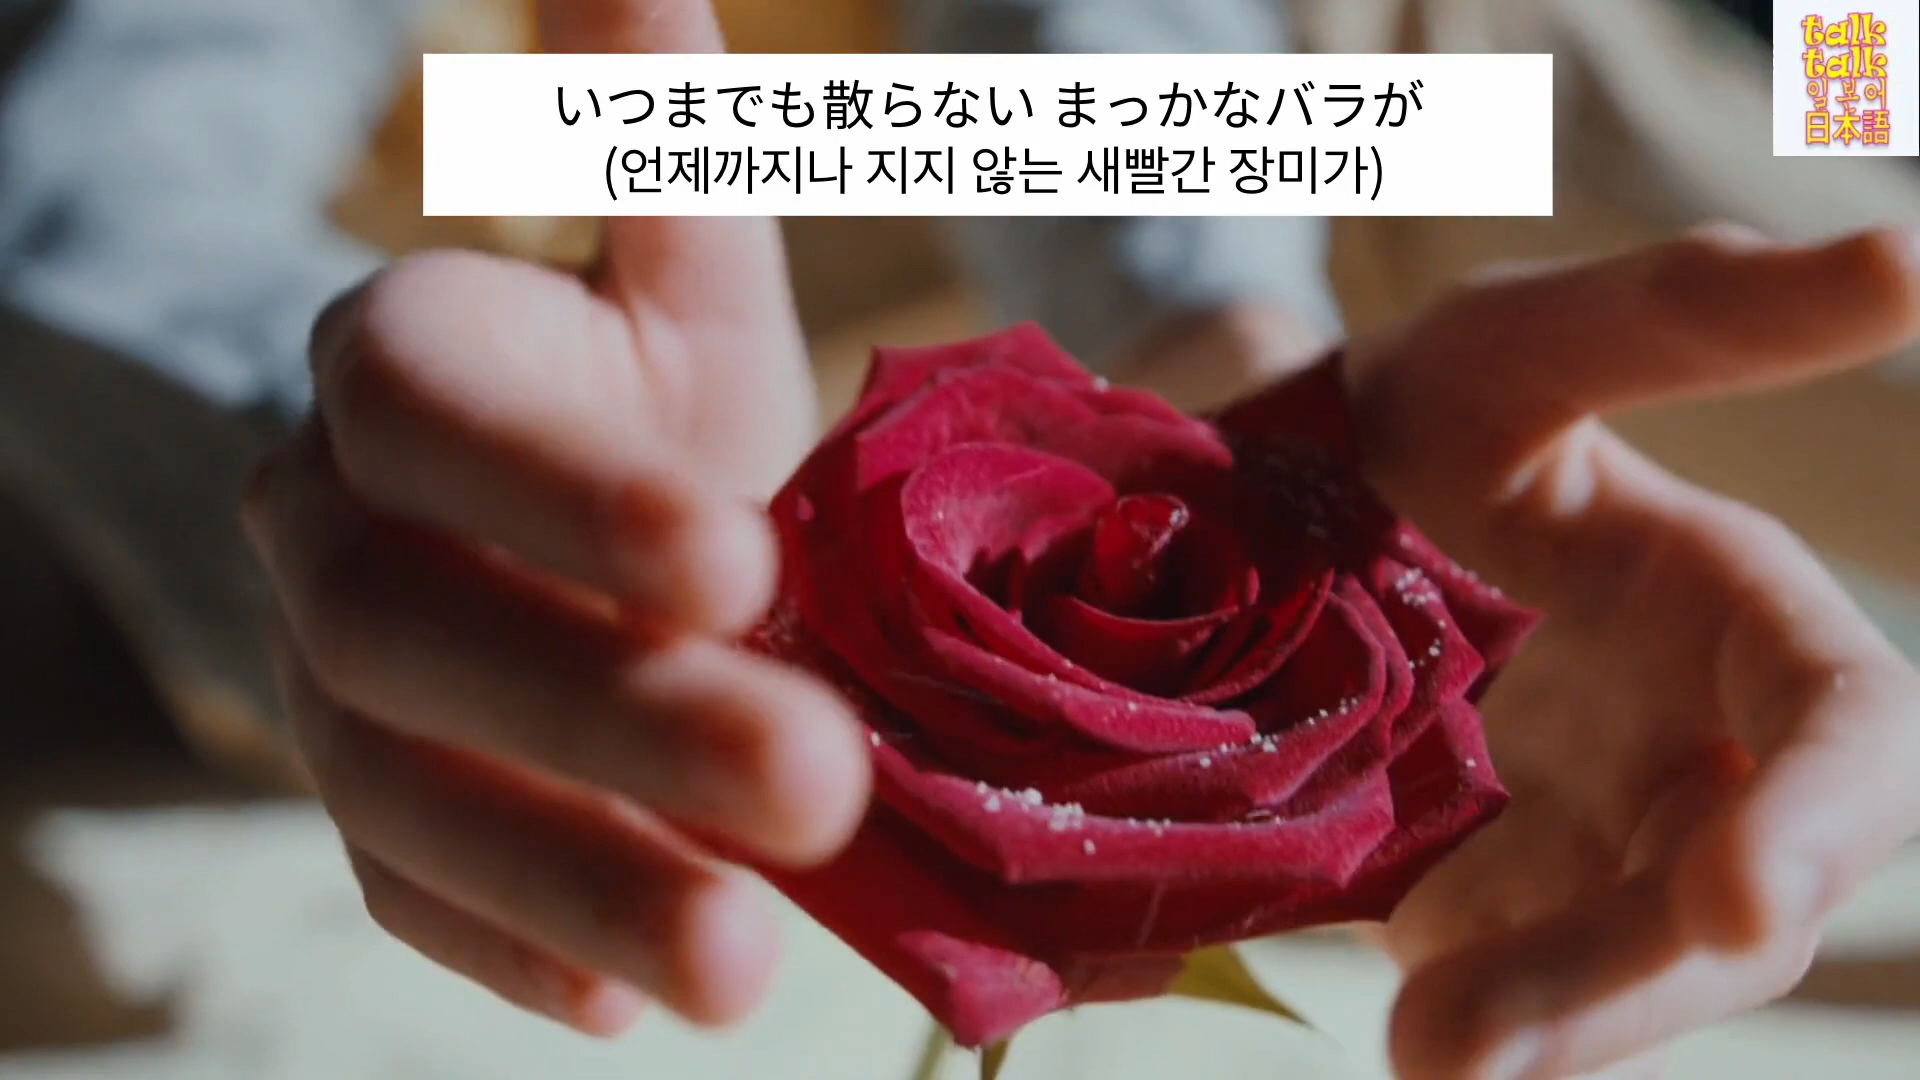 いつまでも散らない まっかなバラが
(언제까지나 지지 않는 새빨간 장미가)
talk
talk
일본어
日本語